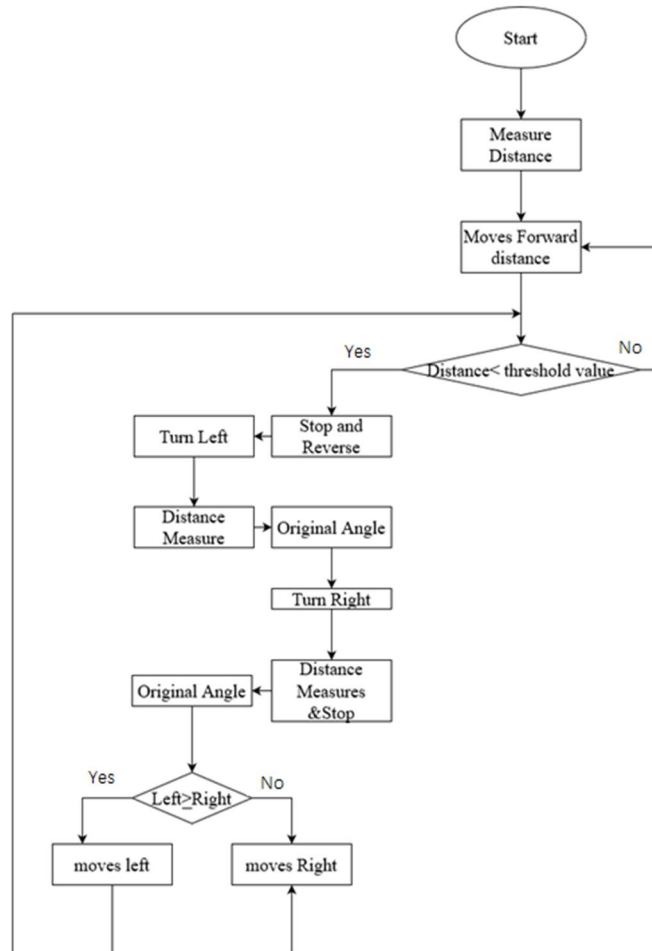 Start
Measure
Distance
Moves Forward
distance
Yes
No
Distance< threshold value
Turn Left
Stop and
Reverse
Distance
Measure
Original Angle
Turn Right
Distance
Measures
&Stop
Original Angle
Yes
No
Left≥Right
moves left
moves Right